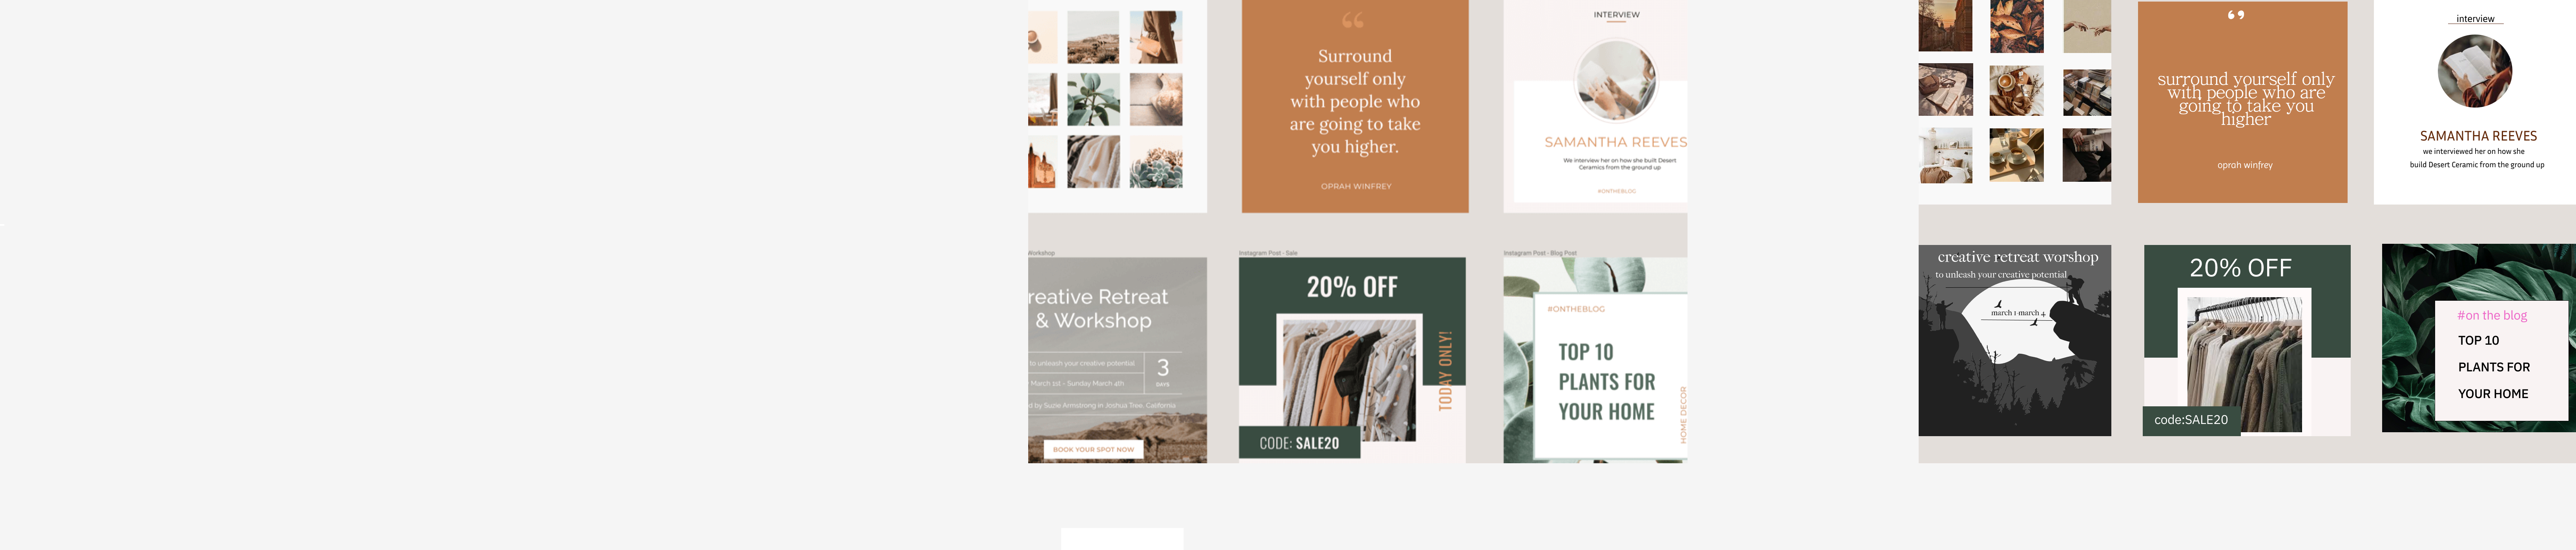 “
Surround
yourself only
with people who
are going to take
you higher.
OPRAH WINFREY
INTERVIEW
SAMANTHA REEVES
We interview her on how she built Desert
Ceramics from the ground up
#ONTHEBLOG
Workshop
reative Retreat
& Workshop
to unleash your creative potential
March 1st - Sunday March 4th
3
DAYS
d by Suzie Armstrong in Joshua Tree, California
BOOK YOUR SPOT NOW
Instagram Post - Sale
20% OFF
TODAY ONLY!
CODE: SALE20
Instagram Post - Blog Post
#ONTHEBLOG
TOP 10
PLANTS FOR
YOUR HOME
HOME DECOR
surround yourself only
with people who are
going to take you
higher
oprah winfrey
interview
SAMANTHA REEVES
we interviewed her on how she
build Desert Ceramic from the ground up
creative retreat worshop
to unleash your creative potential
march 1 march 4
20% OFF
code:SALE20
#on the blog
TOP 10
PLANTS FOR
YOUR HOME